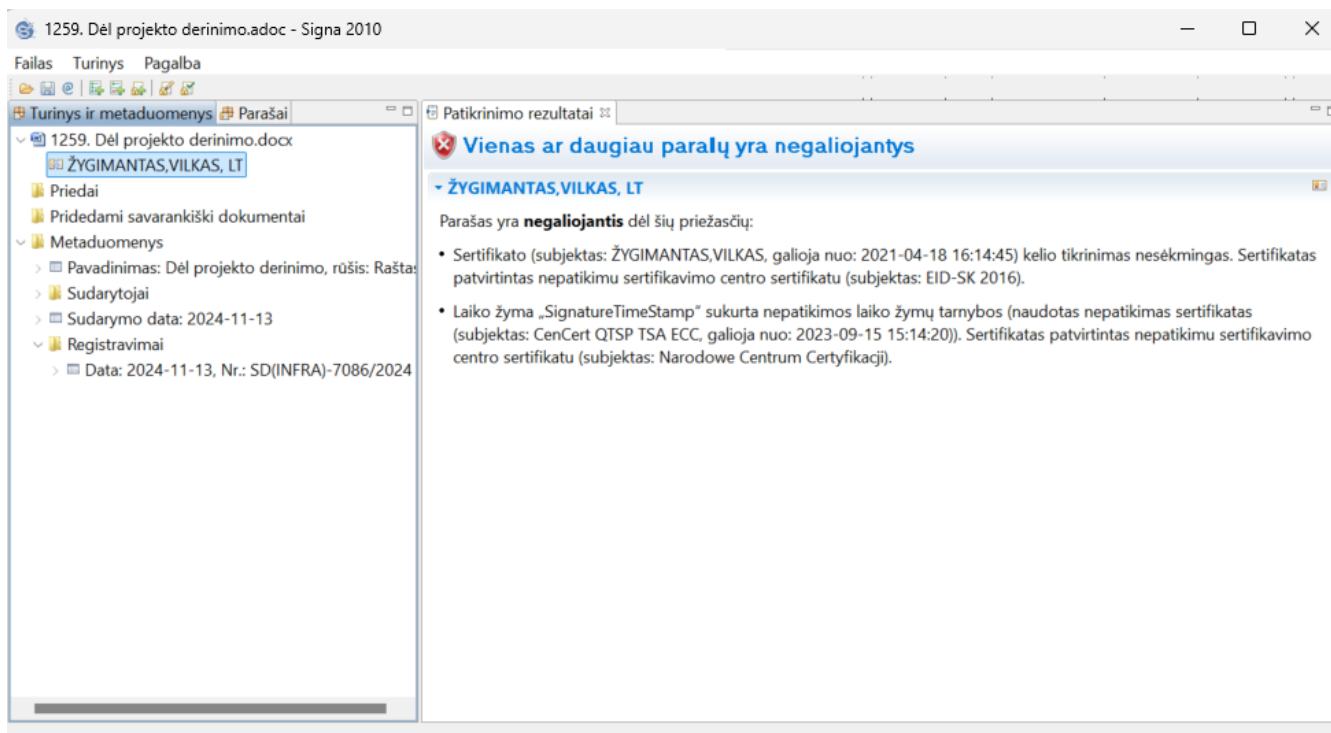 1259. Dėl projekto derinimo.adoc - Signa 2010
Failas Turinys Pagalba
Turinys ir metaduomenys Parašai
1259. Dėl projekto derinimo.docx
ŽYGIMANTAS,VILKAS, LT
Priedai
Pridedami savarankiški dokumentai
Metaduomenys
Pavadinimas: Dėl projekto derinimo, rūšis: Raštas
Sudarytojai
Sudarymo data: 2024-11-13
Registravimai
Data: 2024-11-13, Nr.: SD(INFRA)-7086/2024
Patikrinimo rezultatai
Vienas ar daugiau paralų yra negaliojantys
ŽYGIMANTAS,VILKAS, LT
Parašas yra negaliojantis dėl šių priežasčių:
• Sertifikato (subjektas: ŽYGIMANTAS,VILKAS, galioja nuo: 2021-04-18 16:14:45) kelio tikrinimas nesėkmingas. Sertifikatas
patvirtintas nepatikimu sertifikavimo centro sertifikatu (subjektas: EID-SK 2016).
• Laiko žyma „SignatureTimeStamp“ sukurta nepatikimos laiko žymų tarnybos (naudotas nepatikimas sertifikatas
(subjektas: CenCert QTSP TSA ECC, galioja nuo: 2023-09-15 15:14:20)). Sertifikatas patvirtintas nepatikimu sertifikavimo
centro sertifikatu (subjektas: Narodowe Centrum Certyfikacji).